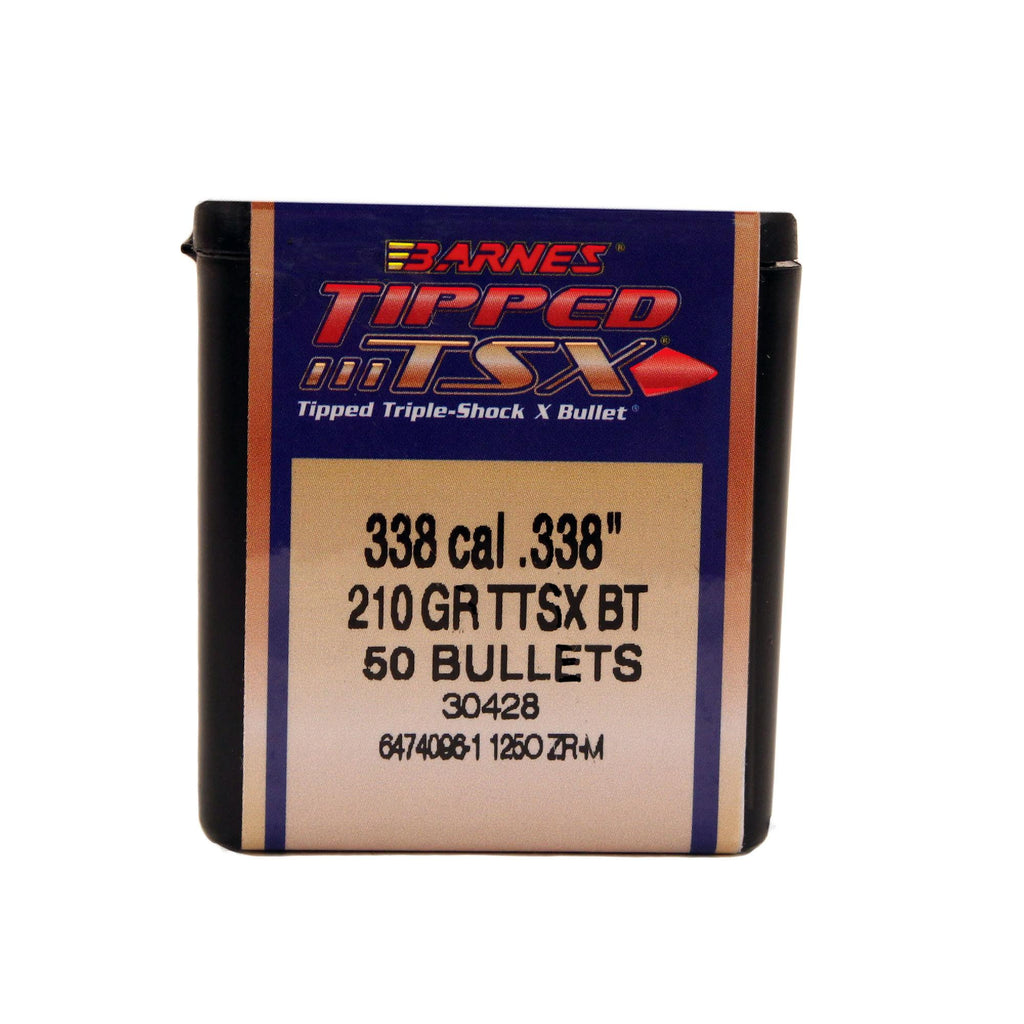 BARNES®
TIPPED
TSX®
Tipped Triple-Shock X Bullet®
338 cal .338"
210 GR TTSX BT
50 BULLETS
30428
6474096-1 1250 ZR-M